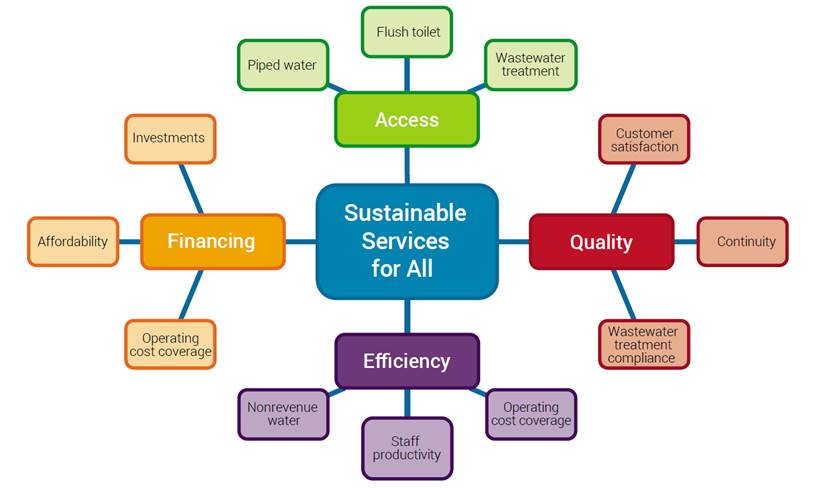 Flush toilet
Piped water
Wastewater
treatment
Access
Investments
Customer
satisfaction
Affordability
Financing
Sustainable
Services
for All
Quality
Continuity
Operating
cost coverage
Wastewater
treatment
compliance
Efficiency
Nonrevenue
water
Staff
productivity
Operating
cost coverage